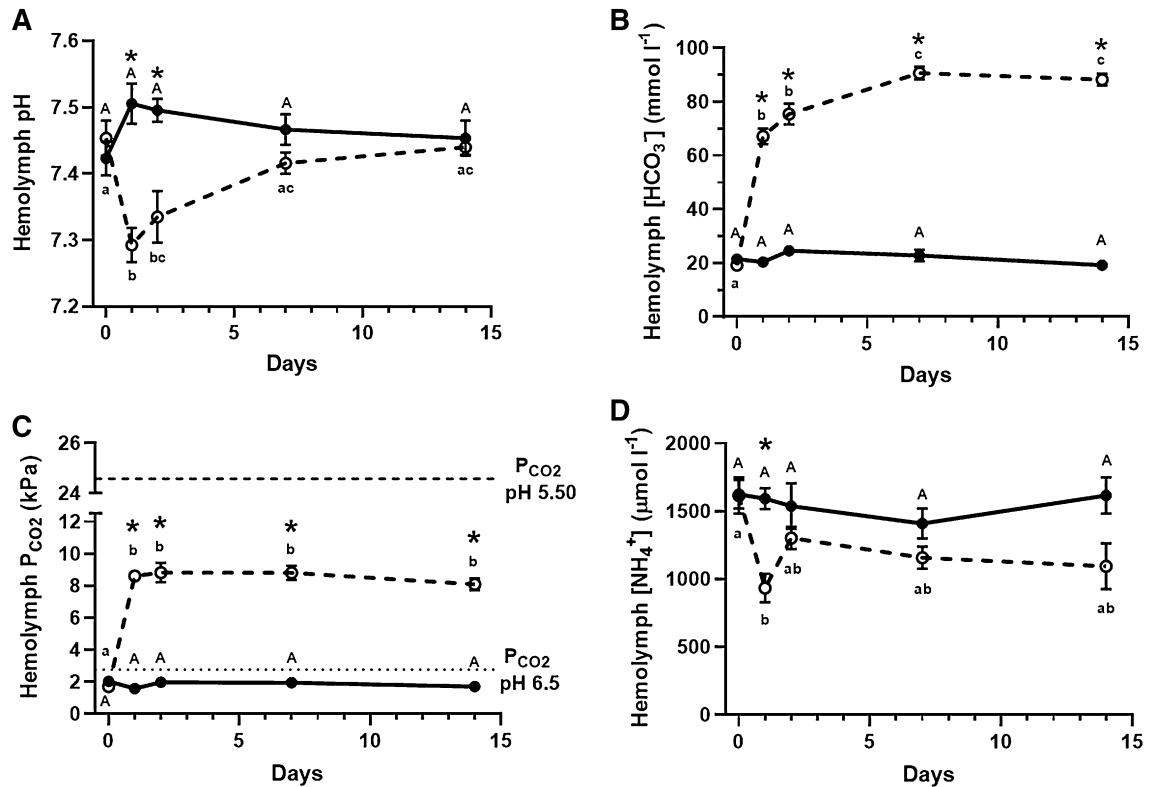 A
Hemolymph pH
7.6
7.5
7.4
7.3
7.2
A
*
A
*
A
A
A
a
b
bc
ac
ac
0
5
10
15
Days
B
Hemolymph [HCO3-] (mmol l-1)
100
80
60
40
20
0
*
b
*
b
*
c
*
c
A
A
A
A
A
a
0
5
10
15
Days
C
Hemolymph PCO2 (kPa)
26
24
12
10
8
6
4
2
0
PCO2
pH 5.50
*
b
*
b
*
b
*
b
a
A
A
A
A
A
PCO2
pH 6.5
0
5
10
15
Days
D
Hemolymph [NH4+] (μmol l-1)
2000
1500
1000
500
0
*
A
A
A
A
A
a
b
ab
ab
ab
0
5
10
15
Days